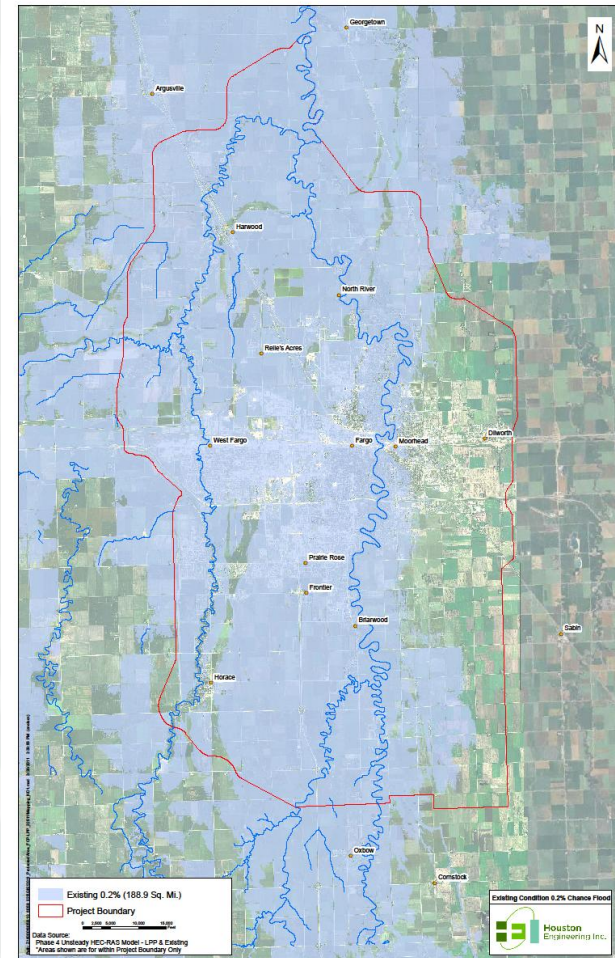 Georgetown
N
Argusville
Harwood
North River
Reile's Acres
West Fargo
Fargo
Moorhead
Dilworth
Prairie Rose
Frontier
Briarwood
Sabin
Horace
Oxbow
Comstock
Existing 0.2% (188.9 Sq. Mi.)
Project Boundary
Feet
Data Source:
Phase 4 Unsteady HEC-RAS Model - LPP & Existing
*Areas shown are for within Project Boundary Only
Existing Condition 0.2% Chance Flood
Houston
Engineering Inc.